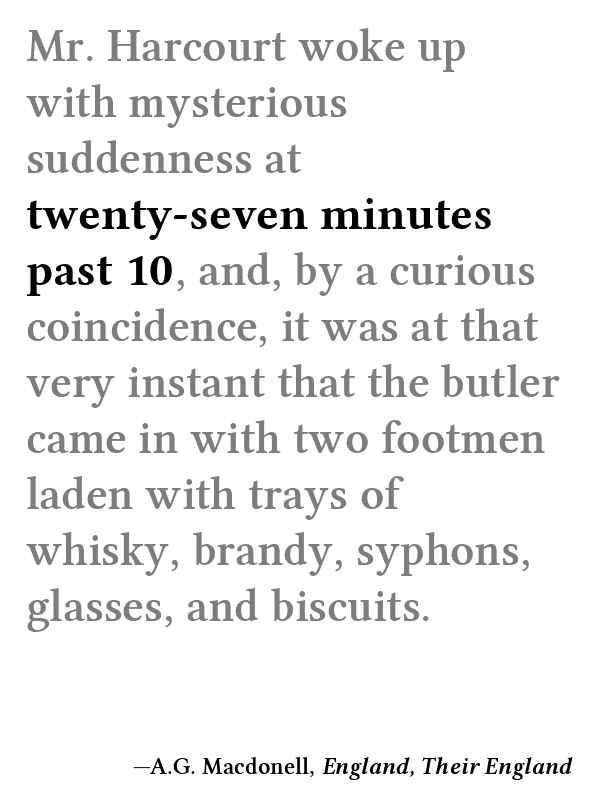 Mr. Harcourt woke up
with mysterious
suddenness at
twenty-seven minutes
past 10, and, by a curious
coincidence, it was at that
very instant that the butler
came in with two footmen
laden with trays of
whisky, brandy, syphons,
glasses, and biscuits.
—A.G. Macdonell, England, Their England